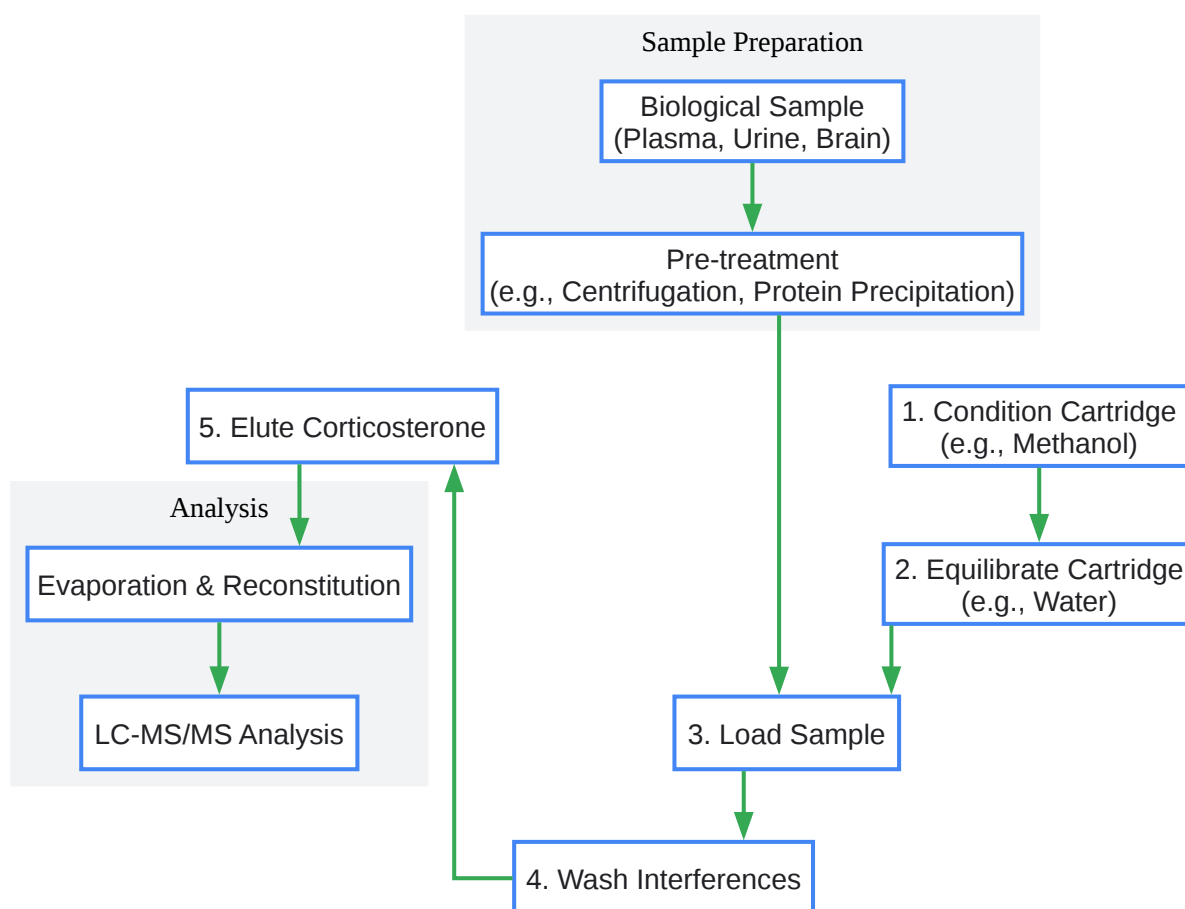 Sample Preparation
Biological Sample
(Plasma, Urine, Brain)
Pre-treatment
(e.g., Centrifugation, Protein Precipitation)
1. Condition Cartridge
(e.g., Methanol)
2. Equilibrate Cartridge
(e.g., Water)
3. Load Sample
4. Wash Interferences
5. Elute Corticosterone
Analysis
Evaporation & Reconstitution
LC-MS/MS Analysis